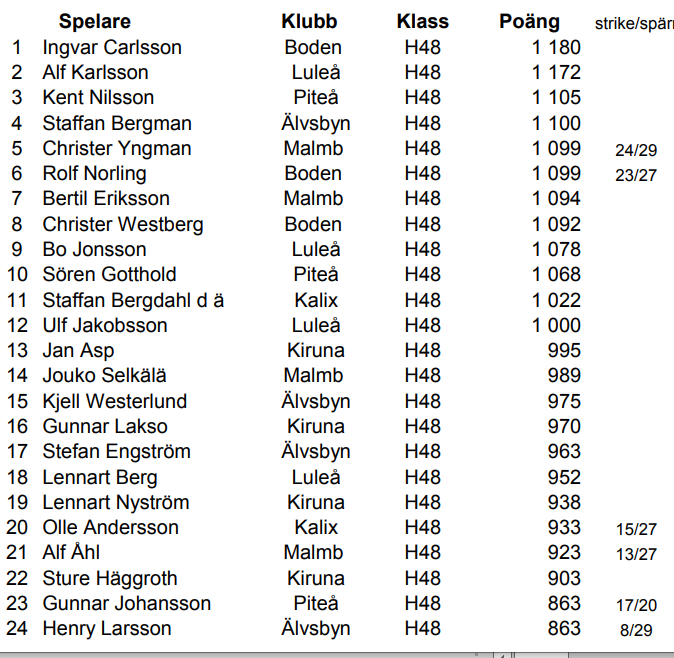 Spelare Klubb Klass Poäng strike/spärr
1 Ingvar Carlsson Boden H48 1 180
2 Alf Karlsson Luleå H48 1 172
3 Kent Nilsson Piteå H48 1 105
4 Staffan Bergman Älvsbyn H48 1 100
5 Christer Yngman Malmb H48 1 099 24/29
6 Rolf Norling Boden H48 1 099 23/27
7 Bertil Eriksson Malmb H48 1 094
8 Christer Westberg Boden H48 1 092
9 Bo Jonsson Luleå H48 1 078
10 Sören Gotthold Piteå H48 1 068
11 Staffan Bergdahl d ä Kalix H48 1 022
12 Ulf Jakobsson Luleå H48 1 000
13 Jan Asp Kiruna H48 995
14 Jouko Selkälä Malmb H48 989
15 Kjell Westerlund Älvsbyn H48 975
16 Gunnar Lakso Kiruna H48 970
17 Stefan Engström Älvsbyn H48 963
18 Lennart Berg Luleå H48 952
19 Lennart Nyström Kiruna H48 938
20 Olle Andersson Kalix H48 933 15/27
21 Alf Åhl Malmb H48 923 13/27
22 Sture Häggroth Kiruna H48 903
23 Gunnar Johansson Piteå H48 863 17/20
24 Henry Larsson Älvsbyn H48 863 8/29